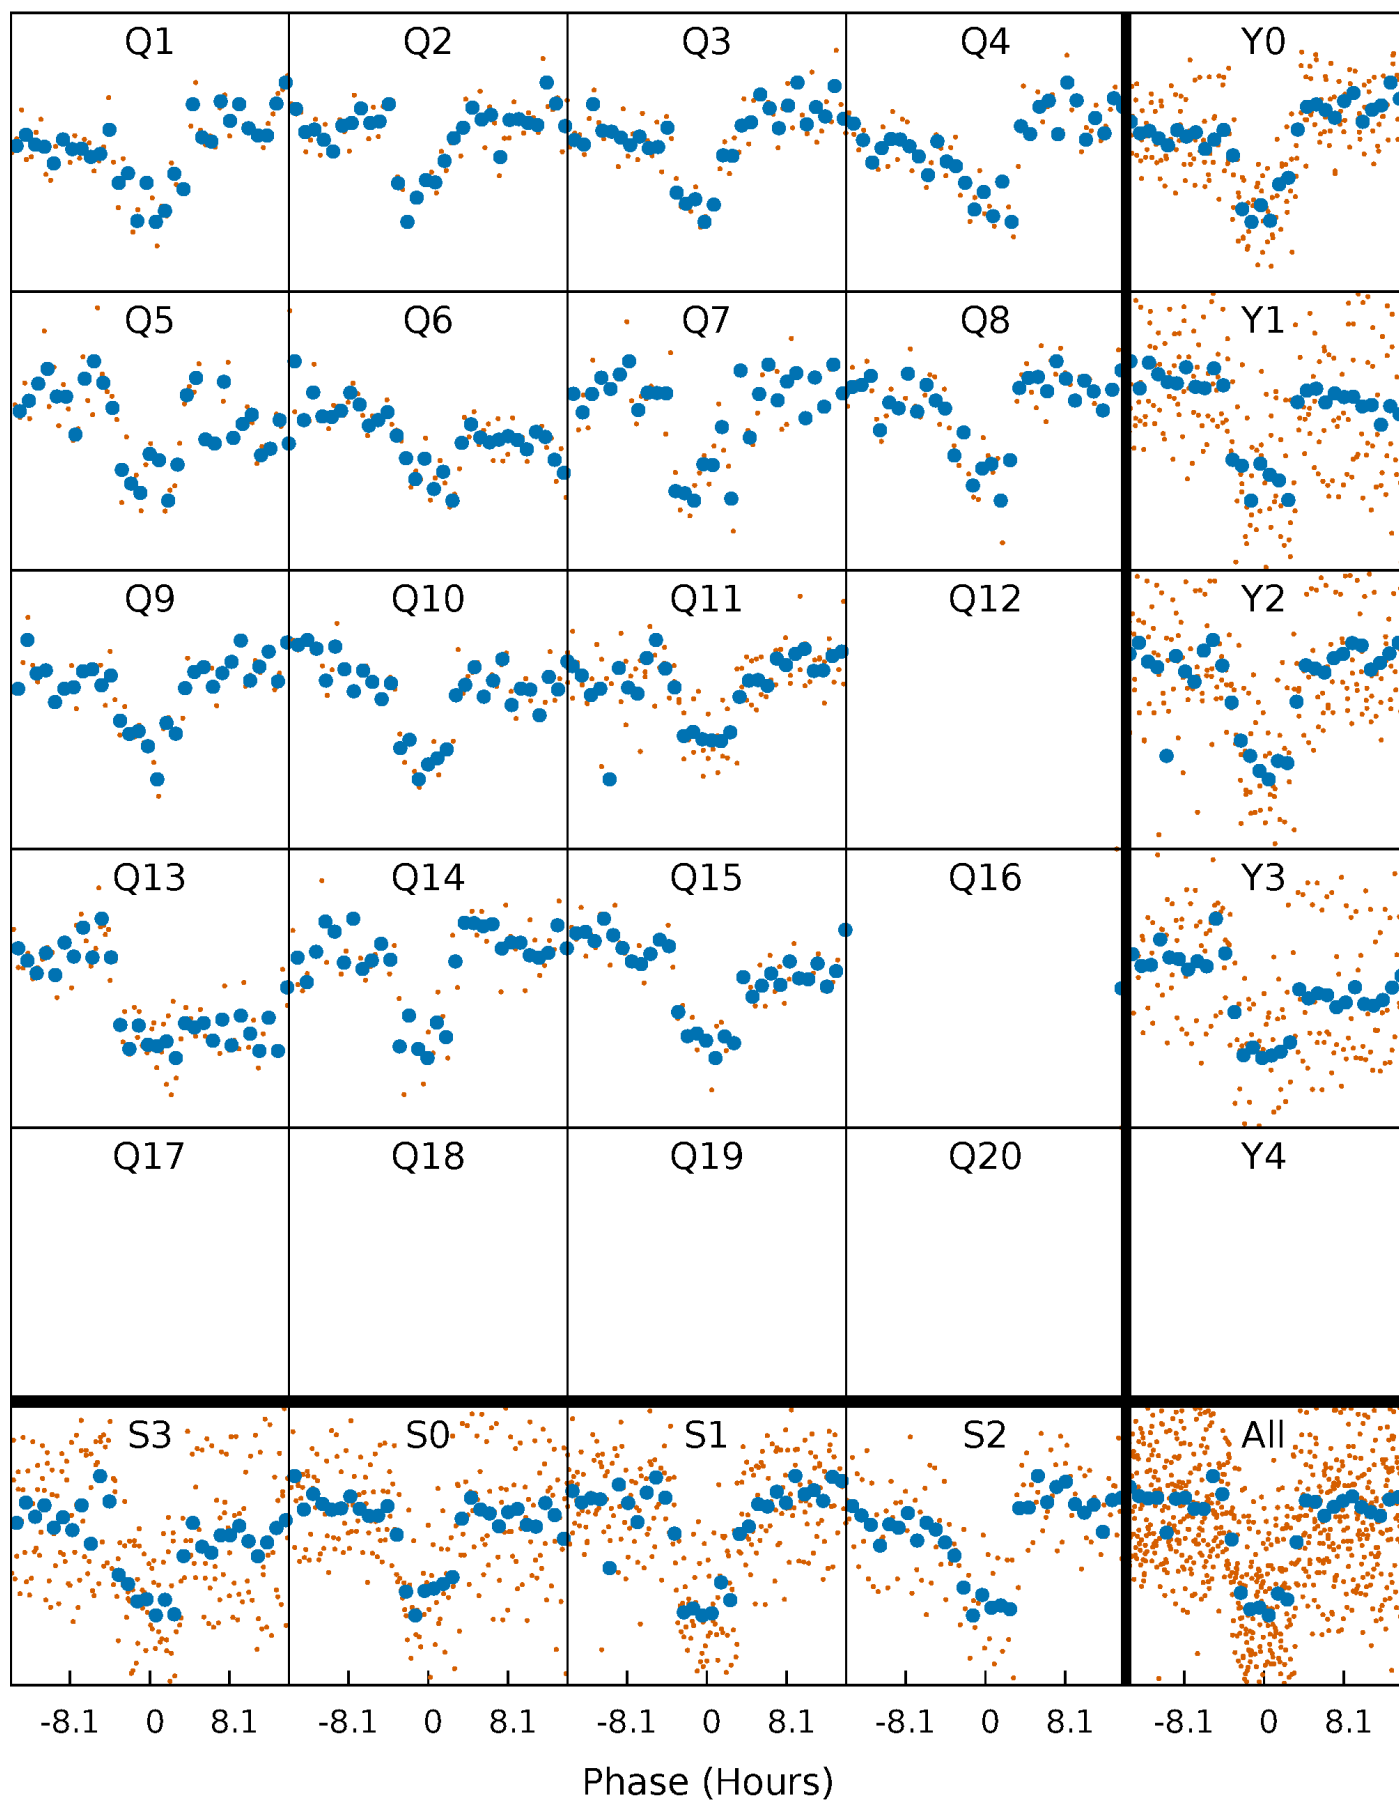 Q1 Q2 Q3 Q4 Y0
Q5 Q6 Q7 Q8 Y1
Q9 Q10 Q11 Q12 Y2
Q13 Q14 Q15 Q16 Y3
Q17 Q18 Q19 Q20 Y4
S3 S0 S1 S2 All
-8.1 0 8.1 -8.1 0 8.1 -8.1 0 8.1 -8.1 0 8.1 -8.1 0 8.1
Phase (Hours)